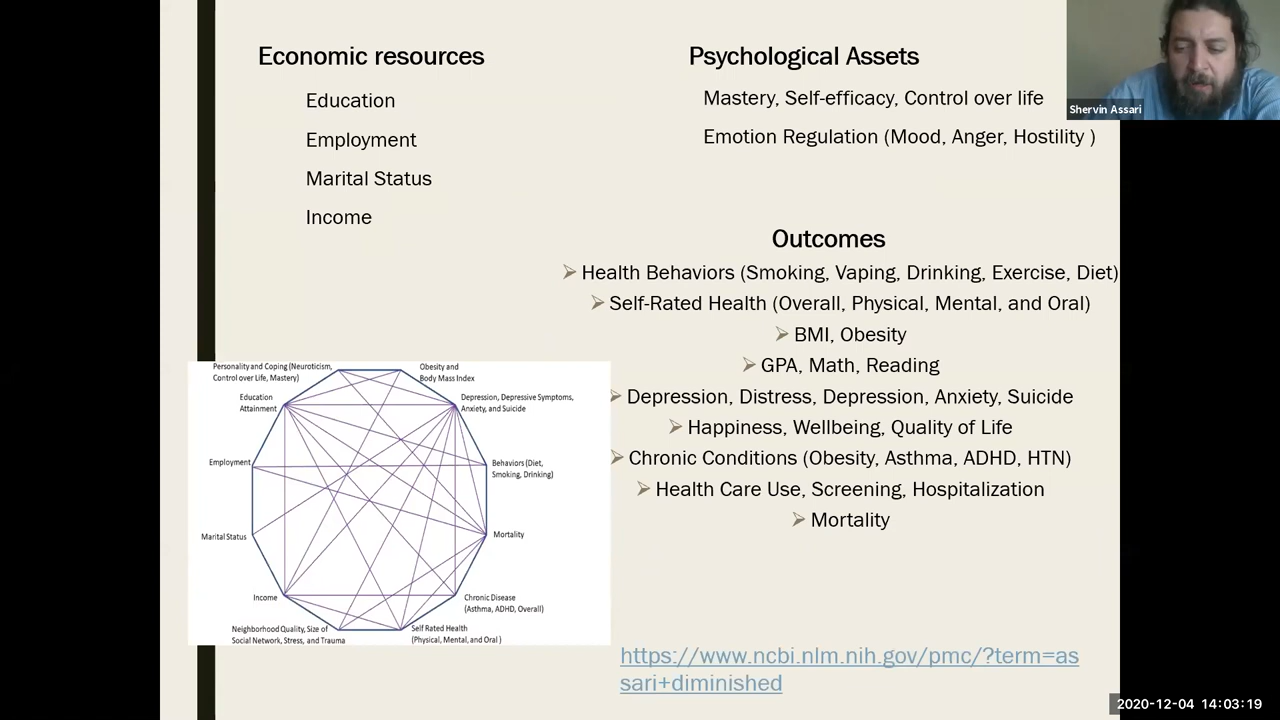 Economic resources
Education
Employment
Marital Status
Income
Psychological Assets
Mastery, Self-efficacy, Control over life
Emotion Regulation (Mood, Anger, Hostility )
Shervin Assari
Outcomes
Health Behaviors (Smoking, Vaping, Drinking, Exercise, Diet)
Self-Rated Health (Overall, Physical, Mental, and Oral)
BMI, Obesity
GPA, Math, Reading
Depression, Distress, Depression, Anxiety, Suicide
Happiness, Wellbeing, Quality of Life
Chronic Conditions (Obesity, Asthma, ADHD, HTN)
Health Care Use, Screening, Hospitalization
Mortality
Personality and Coping (Neuroticism,
Control over Life, Mastery)
Obesity and
Body Mass Index
Education
Attainment
Depression, Depressive Symptoms,
Anxiety, and Suicide
Employment
Behaviors (Diet,
Smoking, Drinking)
Marital Status
Mortality
Income
Chronic Disease
(Asthma, ADHD, Overall)
Neighborhood Quality, Size of
Social Network, Stress, and Trauma
Self Rated Health
(Physical, Mental, and Oral )
https://www.ncbi.nlm.nih.gov/pmc/?term=as
sari+diminished
2020-12-04 14:03:19